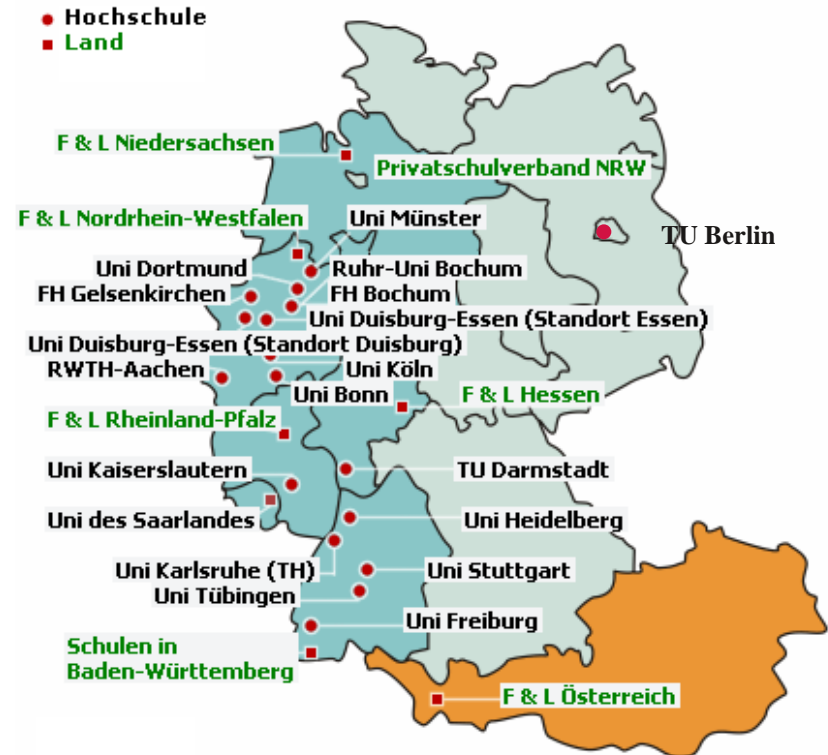 Hochschule
Land
F & L Niedersachsen
Privatschulverband NRW
F & L Nordrhein-Westfalen
Uni Münster
TU Berlin
Uni Dortmund
Ruhr-Uni Bochum
FH Gelsenkirchen
FH Bochum
Uni Duisburg-Essen (Standort Essen)
Uni Duisburg-Essen (Standort Duisburg)
RWTH-Aachen
Uni Köln
Uni Bonn
F & L Hessen
F & L Rheinland-Pfalz
Uni Kaiserslautern
TU Darmstadt
Uni des Saarlandes
Uni Heidelberg
Uni Karlsruhe (TH)
Uni Stuttgart
Uni Tübingen
Uni Freiburg
Schulen in
Baden-Württemberg
F & L Österreich